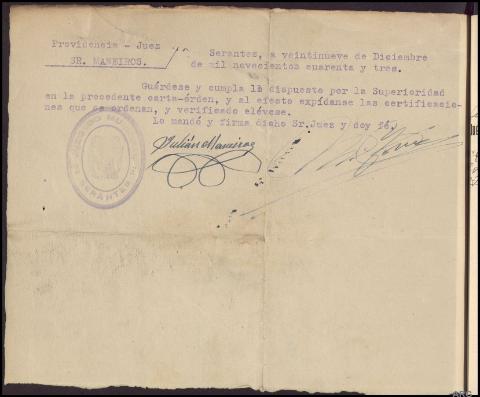 Providencia - Juez
SR. MANEIROS.
Serantes, a veintinueve de Diciembre
de mil novecientos cuarenta y tres.
Guárdese y cumpla lo dispuesto por la Superioridad
en la precedente carta-órden, y al efecto expídanse las certificacio-
nes que se ordenan, y verificado elévese.
Lo mandó y firma dicho Sr. Juez y doy fé.
Julián Maneiros
JUZGADO MU
SERANTES